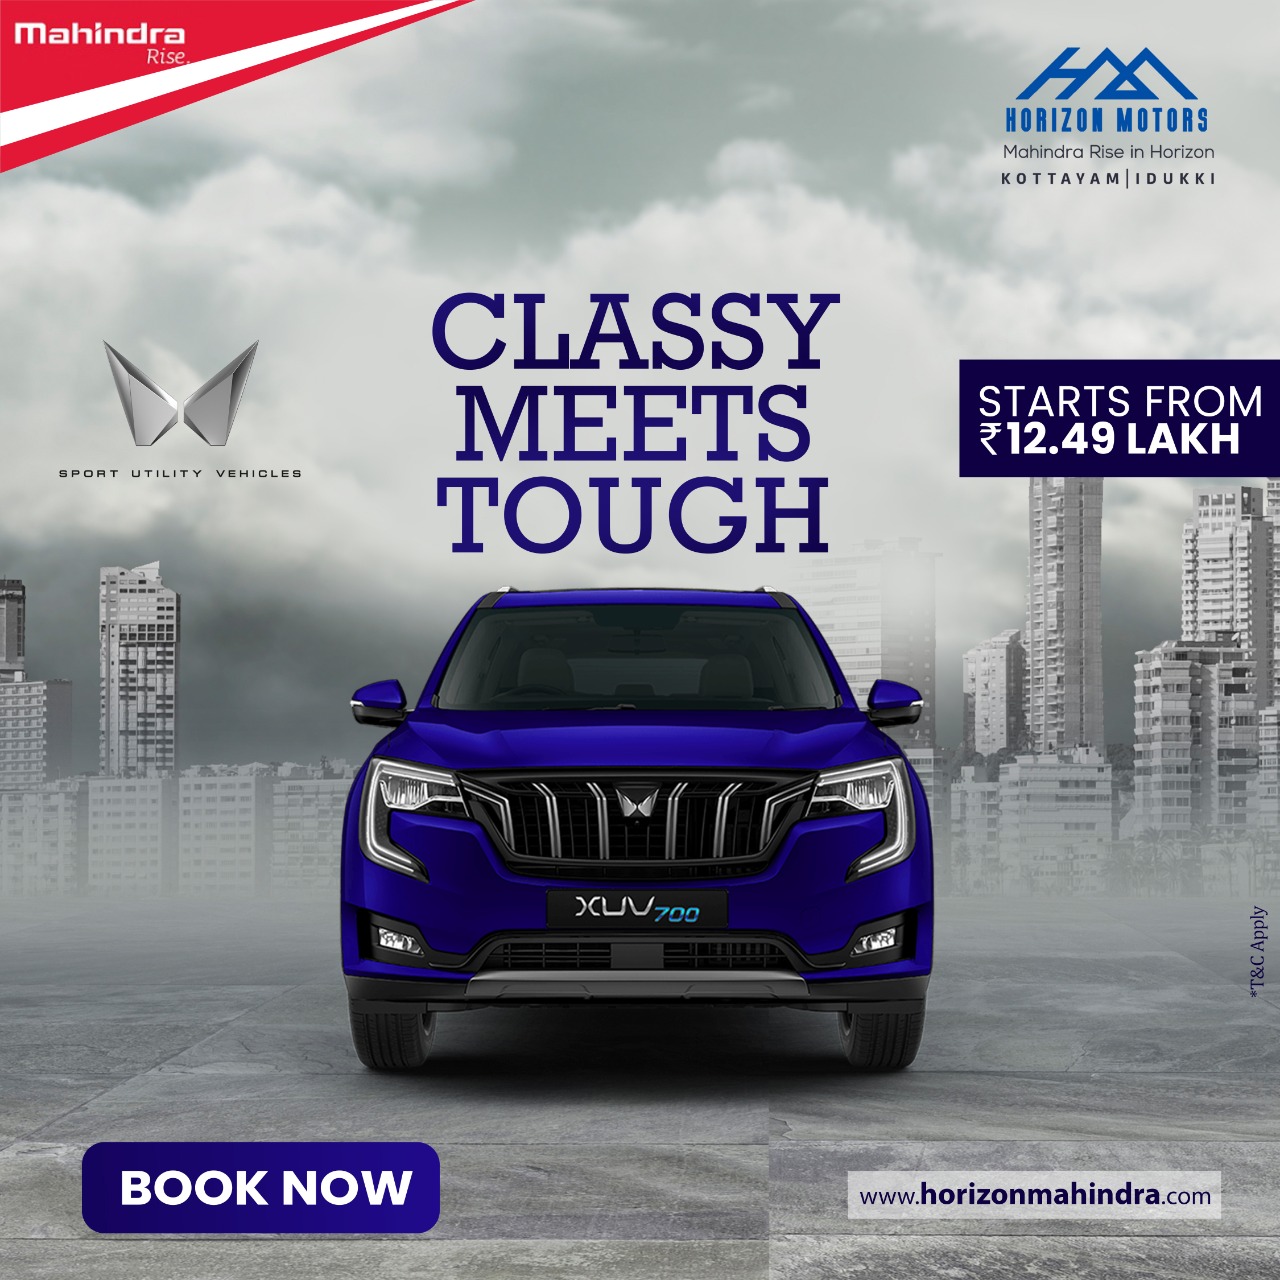 Mahindra
Rise.
HORIZON MOTORS
Mahindra Rise in Horizon
KOTTAYAM|IDUKKI
CLASSY
MEETS
TOUGH
SPORT UTILITY VEHICLES
STARTS FROM
₹12.49 LAKH
XUV700
*T&C Apply
BOOK NOW
www.horizonmahindra.com